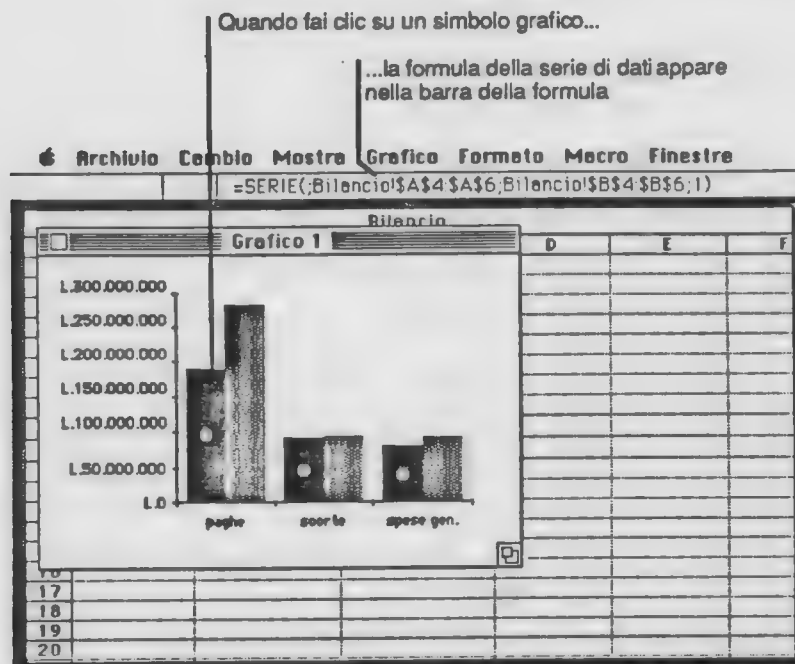 Quando fai clic su un simbolo grafico...
...la formula della serie di dati appare
nella barra della formula
Archivio Cambio Mostra Grafico Formato Macro Finestra
=SERIE(;Bilancio!$A$4:$A$6;Bilancio!$B$4:$B$6;1)
Bilancio
Grafico 1
D E F
L.300.000.000
L.250.000.000
L.200.000.000
L.150.000.000
L.100.000.000
L.50.000.000
L.0
paghe scorte spese gen.
16
17
18
19
20